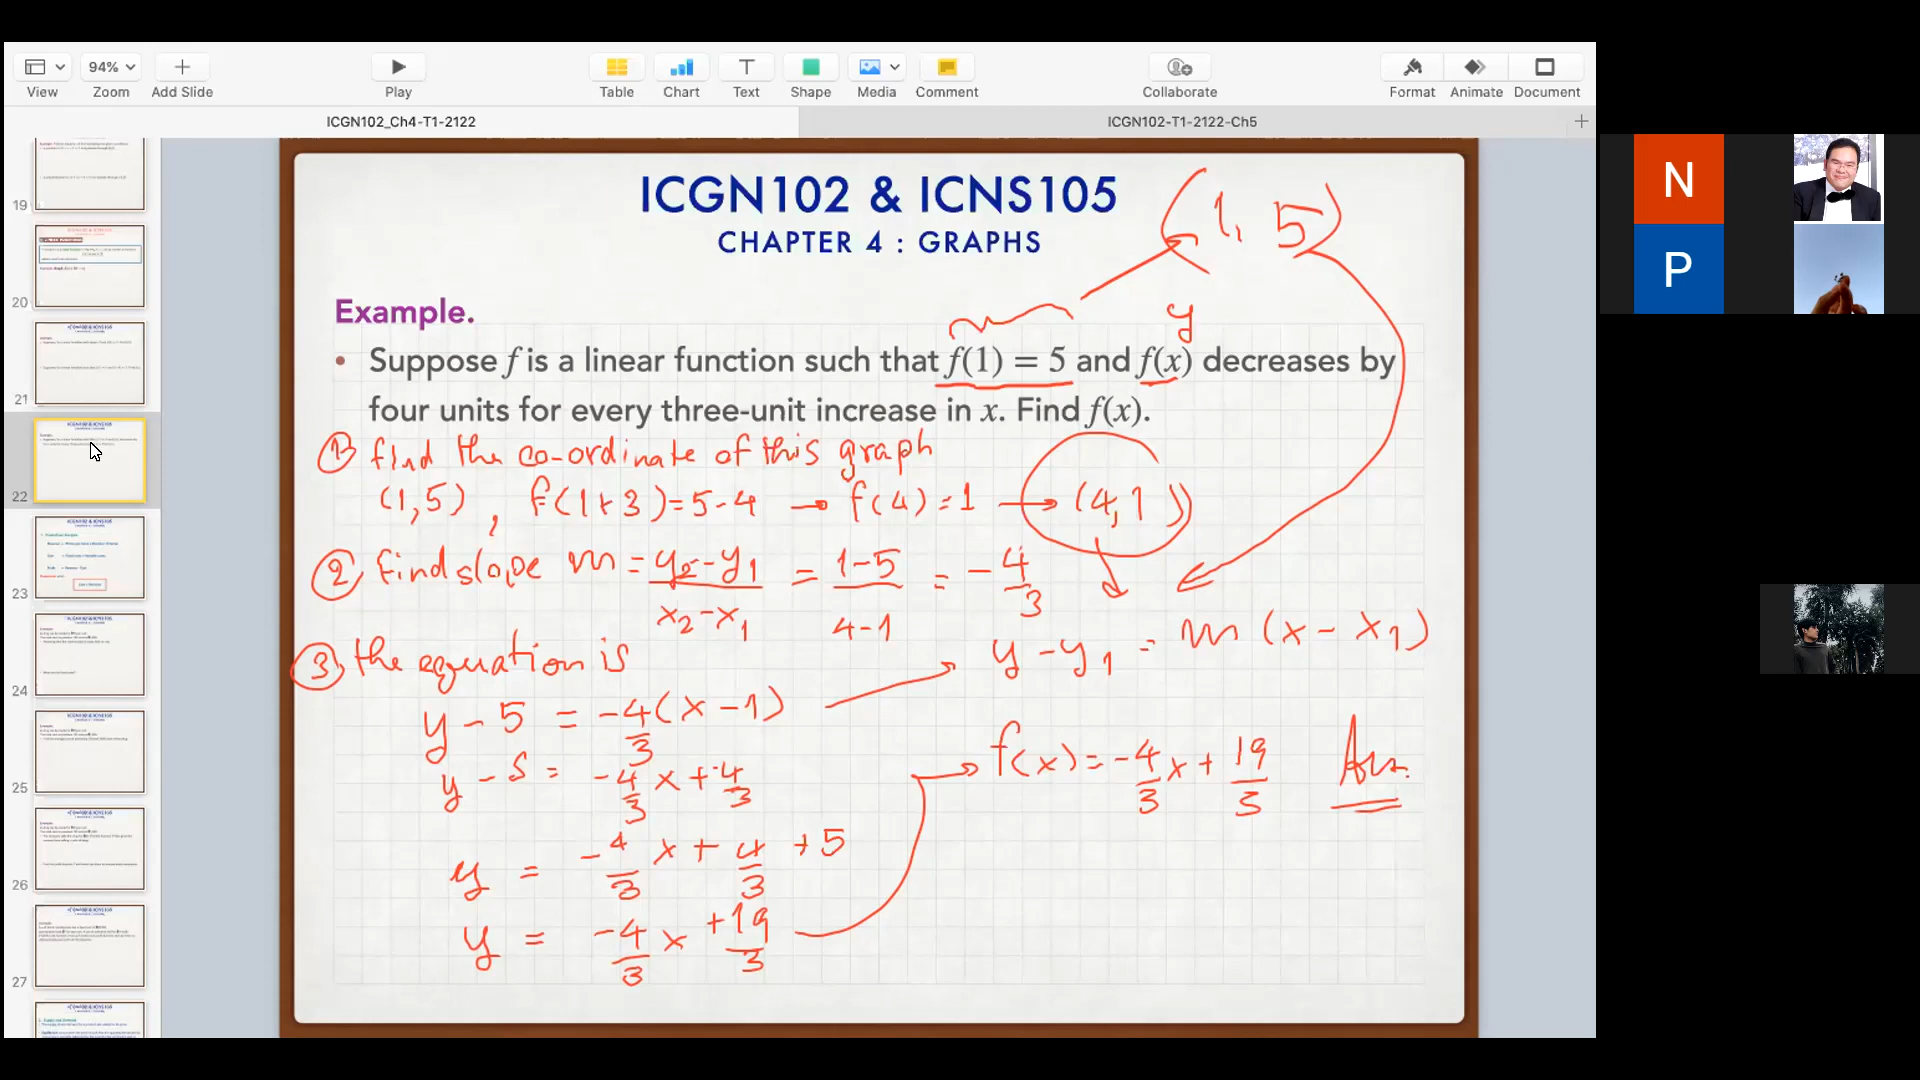 View
94%
Zoom
Add Slide
Play
Table
Chart
Text
Shape
Media
Comment
Collaborate
Format
Animate
Document
ICGN102_Ch4-T1-2122
ICGN102-T1-2122-Ch5
19
20
21
22
23
24
25
26
27
ICGN102 & ICNS105
CHAPTER 4 : GRAPHS
(1, 5)
Example.
y
• Suppose f is a linear function such that f(1) = 5 and f(x) decreases by
four units for every three-unit increase in x. Find f(x).
① find the co-ordinate of this graph
(1,5) , f(1+3)=5-4 → f(4)=1 → (4,1)
② find slope m = y₂-y₁ / x₂-x₁ = 1-5 / 4-1 = -4/3
③ the equation is
y - y₁ = m (x - x₁)
y - 5 = -4/3 (x - 1)
y - 5 = -4/3 x + 4/3
y = -4/3 x + 4/3 + 5
y = -4/3 x + 19/3
f(x) = -4/3 x + 19/3 Ans.
N
P